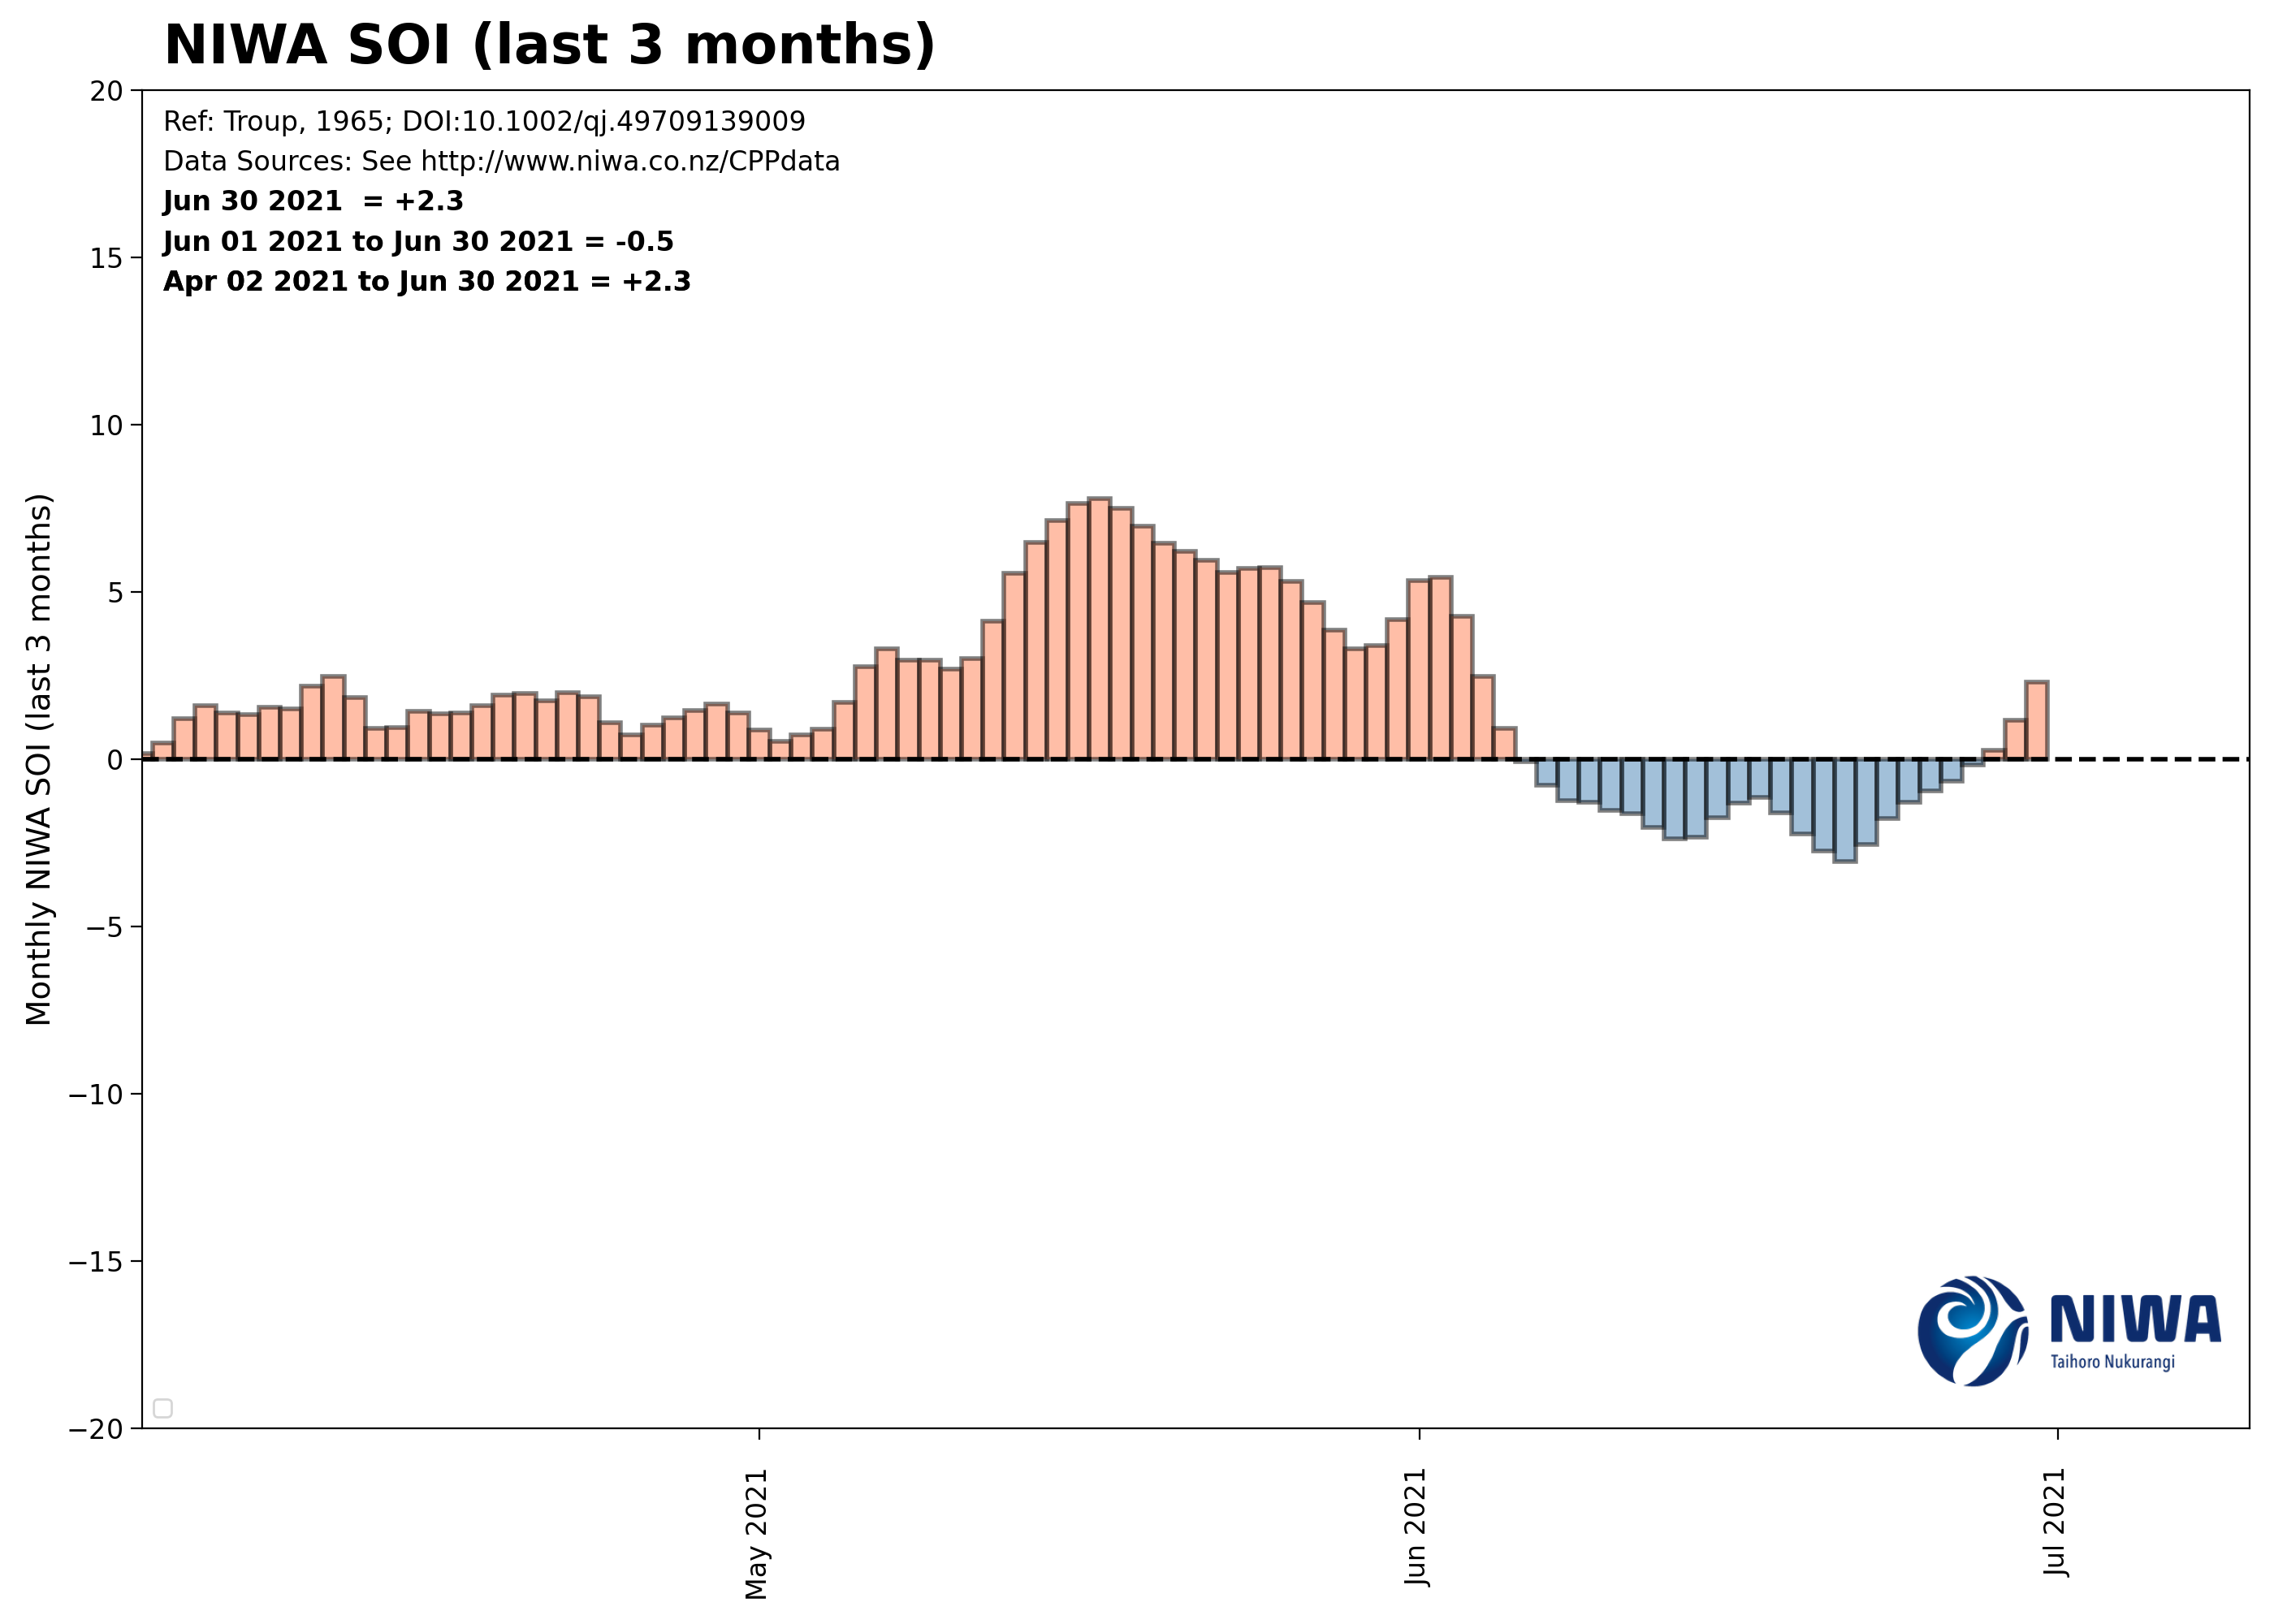 NIWA SOI (last 3 months)
Ref: Troup, 1965; DOI:10.1002/qj.49709139009
Data Sources: See http://www.niwa.co.nz/CPPdata
Jun 30 2021  = +2.3
Jun 01 2021 to Jun 30 2021 = -0.5
Apr 02 2021 to Jun 30 2021 = +2.3
Monthly NIWA SOI (last 3 months)
20
15
10
5
0
−5
−10
−15
−20
NIWA
Taihoro Nukurangi
May 2021
Jun 2021
Jul 2021